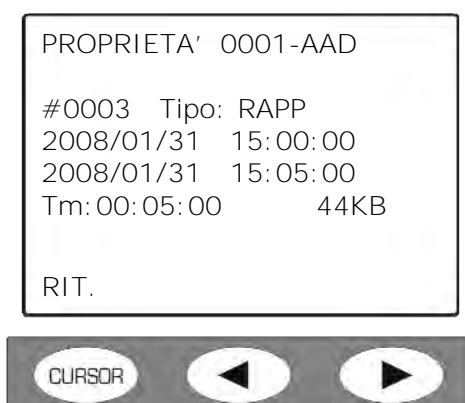 PROPRIETA' 0001-AAD
#0003 Tipo: RAPP
2008/01/31 15:00:00
2008/01/31 15:05:00
Tm:00:05:00 44KB
RIT.
CURSOR